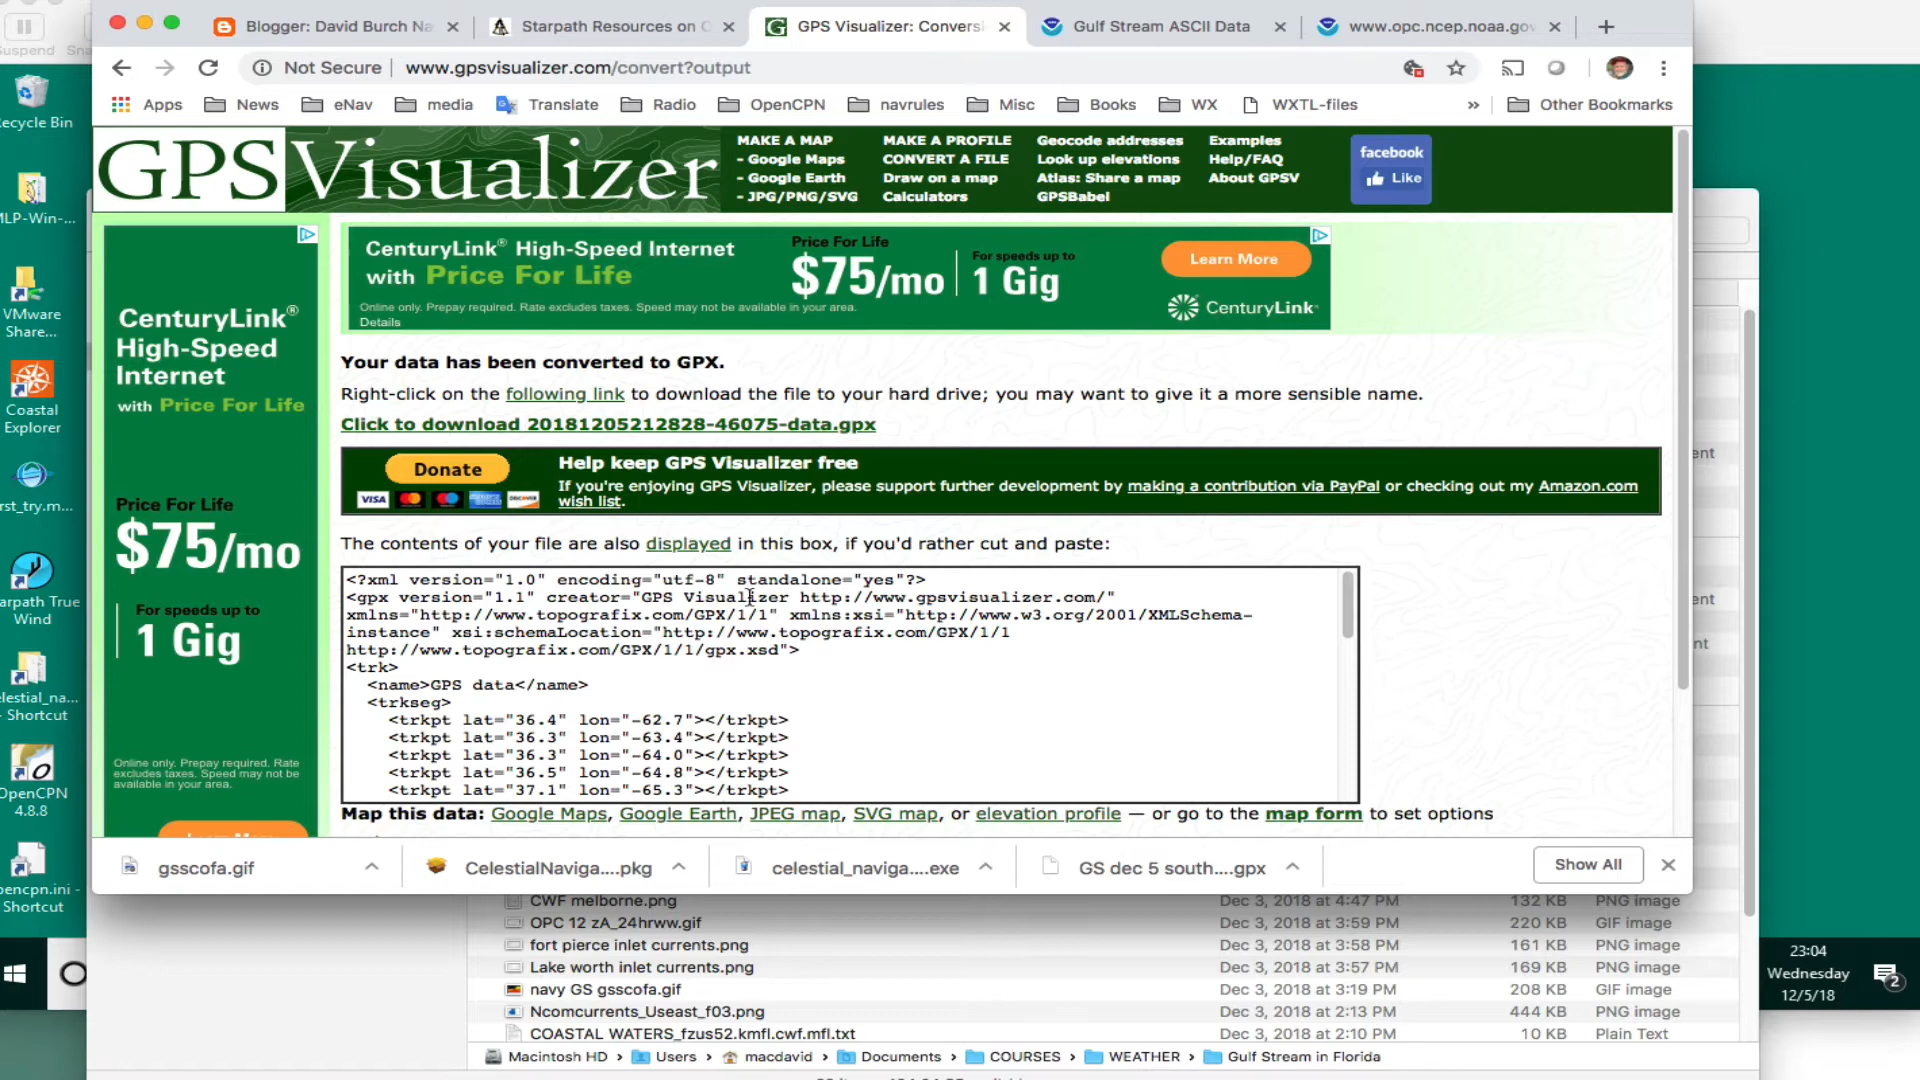 Suspend
Sna
Blogger: David Burch Na
Starpath Resources on O
GPS Visualizer: Conversi
Gulf Stream ASCII Data
www.opc.ncep.noaa.gov
Not Secure
www.gpsvisualizer.com/convert?output
Apps
News
eNav
media
Translate
Radio
OpenCPN
navrules
Misc
Books
WX
WXTL-files
»
Other Bookmarks
GPSVisualizer
MAKE A MAP
- Google Maps
- Google Earth
- JPG/PNG/SVG
MAKE A PROFILE
CONVERT A FILE
Draw on a map
Calculators
Geocode addresses
Look up elevations
Atlas: Share a map
GPSBabel
Examples
Help/FAQ
About GPSV
facebook
Like
CenturyLink® High-Speed Internet
with Price For Life
Price For Life
$75/mo
For speeds up to
1 Gig
Learn More
CenturyLink
Online only. Prepay required. Rate excludes taxes. Speed may not be available in your area.
Details
CenturyLink®
High-Speed
Internet
with Price For Life
Price For Life
$75/mo
For speeds up to
1 Gig
Online only. Prepay required. Rate
excludes taxes. Speed may not be
available in your area.
Your data has been converted to GPX.
Right-click on the following link to download the file to your hard drive; you may want to give it a more sensible name.
Click to download 20181205212828-46075-data.gpx
Donate
VISA
DISCOVER
Help keep GPS Visualizer free
If you're enjoying GPS Visualizer, please support further development by making a contribution via PayPal or checking out my Amazon.com
wish list.
The contents of your file are also displayed in this box, if you'd rather cut and paste:
<?xml version="1.0" encoding="utf-8" standalone="yes"?>
<gpx version="1.1" creator="GPS Visualizer http://www.gpsvisualizer.com/"
xmlns="http://www.topografix.com/GPX/1/1" xmlns:xsi="http://www.w3.org/2001/XMLSchema-
instance" xsi:schemaLocation="http://www.topografix.com/GPX/1/1
http://www.topografix.com/GPX/1/1/gpx.xsd">
<trk>
<name>GPS data</name>
<trkseg>
<trkpt lat="36.4" lon="-62.7"></trkpt>
<trkpt lat="36.3" lon="-63.4"></trkpt>
<trkpt lat="36.3" lon="-64.0"></trkpt>
<trkpt lat="36.5" lon="-64.8"></trkpt>
<trkpt lat="37.1" lon="-65.3"></trkpt>
Map this data: Google Maps, Google Earth, JPEG map, SVG map, or elevation profile — or go to the map form to set options
gsscofa.gif
CelestialNaviga....pkg
celestial_naviga....exe
GS dec 5 south....gpx
Show All
CWF melborne.png Dec 3, 2018 at 4:47 PM 132 KB PNG image
OPC 12 zA_24hrww.gif Dec 3, 2018 at 3:59 PM 220 KB GIF image
fort pierce inlet currents.png Dec 3, 2018 at 3:58 PM 161 KB PNG image
Lake worth inlet currents.png Dec 3, 2018 at 3:57 PM 169 KB PNG image
navy GS gsscofa.gif Dec 3, 2018 at 3:19 PM 208 KB GIF image
Ncomcurrents_Useast_f03.png Dec 3, 2018 at 2:13 PM 444 KB PNG image
COASTAL WATERS_fzus52.kmfl.cwf.mfl.txt Dec 3, 2018 at 2:10 PM 10 KB Plain Text
Macintosh HD › Users › macdavid › Documents › COURSES › WEATHER › Gulf Stream in Florida
ecycle Bin
MLP-Win-...
VMware
Share...
Coastal
Explorer
rst_try.m...
arpath True
Wind
elestial_na...
- Shortcut
OpenCPN
4.8.8
pencpn.ini -
Shortcut
ent
ent
nt
23:04
Wednesday
12/5/18
2